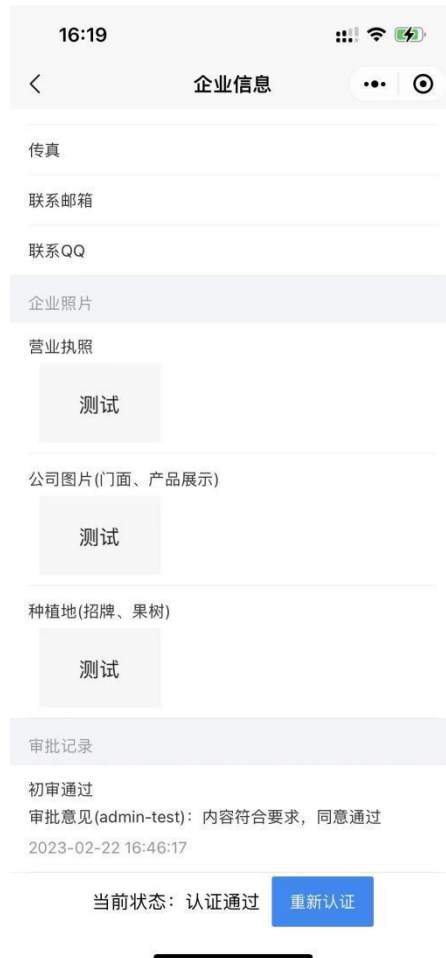 16:19
企业信息
传真
联系邮箱
联系QQ
企业照片
营业执照
测试
公司图片(门面、产品展示)
测试
种植地(招牌、果树)
测试
审批记录
初审通过
审批意见(admin-test)：内容符合要求，同意通过
2023-02-22 16:46:17
当前状态：认证通过 重新认证